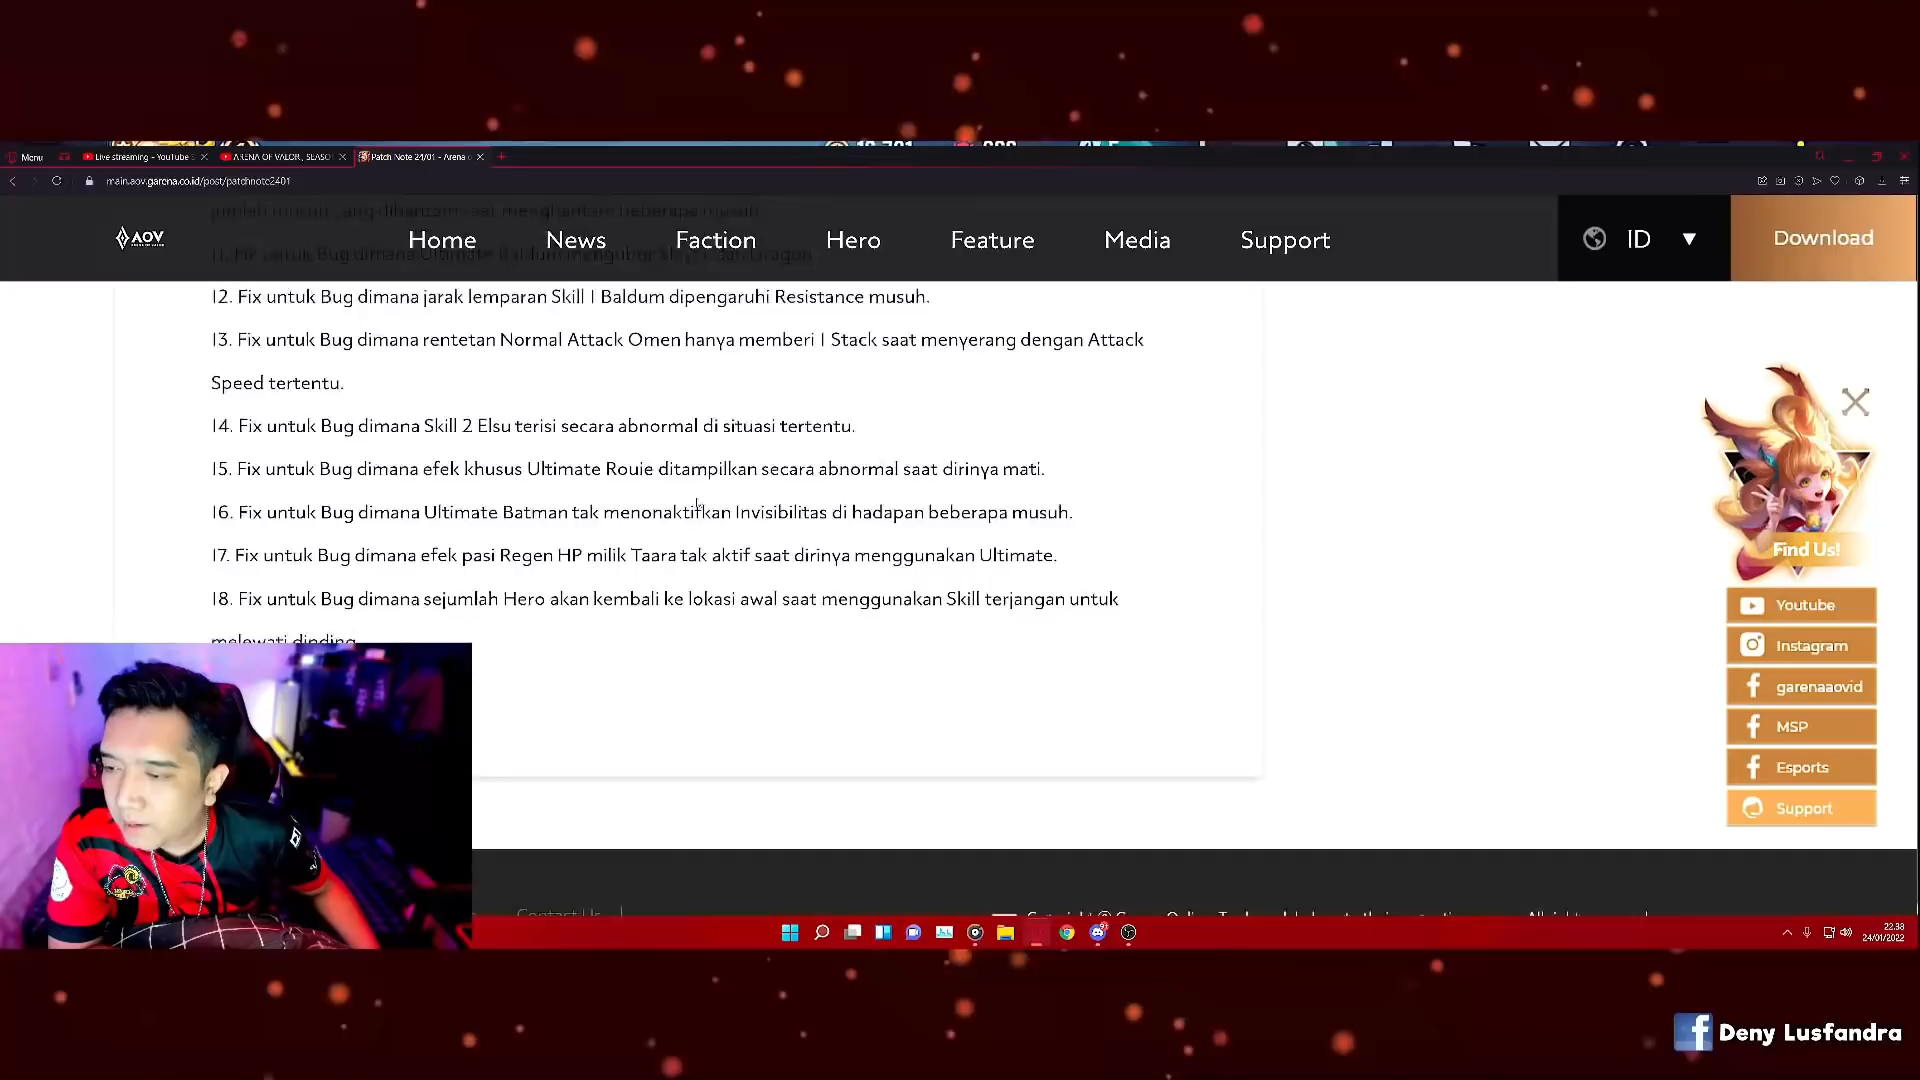 Menu
Live streaming - YouTube S
ARENA OF VALOR , SEASO
Patch Note 24/01 - Arena o
main.aov.garena.co.id/post/patchnote2401
AOV
Home
News
Faction
Hero
Feature
Media
Support
ID
Download
12. Fix untuk Bug dimana jarak lemparan Skill 1 Baldum dipengaruhi Resistance musuh.
13. Fix untuk Bug dimana rentetan Normal Attack Omen hanya memberi 1 Stack saat menyerang dengan Attack
Speed tertentu.
14. Fix untuk Bug dimana Skill 2 Elsu terisi secara abnormal di situasi tertentu.
15. Fix untuk Bug dimana efek khusus Ultimate Rouie ditampilkan secara abnormal saat dirinya mati.
16. Fix untuk Bug dimana Ultimate Batman tak menonaktifkan Invisibilitas di hadapan beberapa musuh.
17. Fix untuk Bug dimana efek pasi Regen HP milik Taara tak aktif saat dirinya menggunakan Ultimate.
18. Fix untuk Bug dimana sejumlah Hero akan kembali ke lokasi awal saat menggunakan Skill terjangan untuk
melewati dinding.
Find Us!
Youtube
Instagram
garenaaovid
MSP
Esports
Support
22.38
24/01/2022
Deny Lusfandra